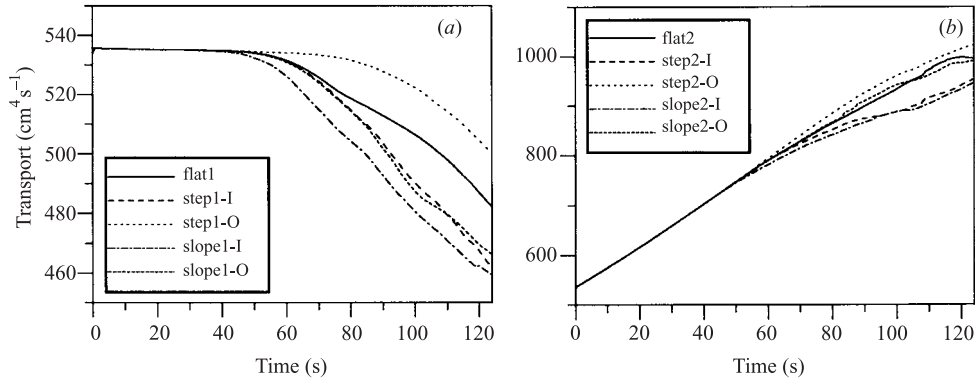 (a)
Transport (cm⁴ s⁻¹)
540
520
500
480
460
flat1
step1-I
step1-O
slope1-I
slope1-O
0
20
40
60
80
100
120
Time (s)
(b)
1000
800
600
flat2
step2-I
step2-O
slope2-I
slope2-O
0
20
40
60
80
100
120
Time (s)